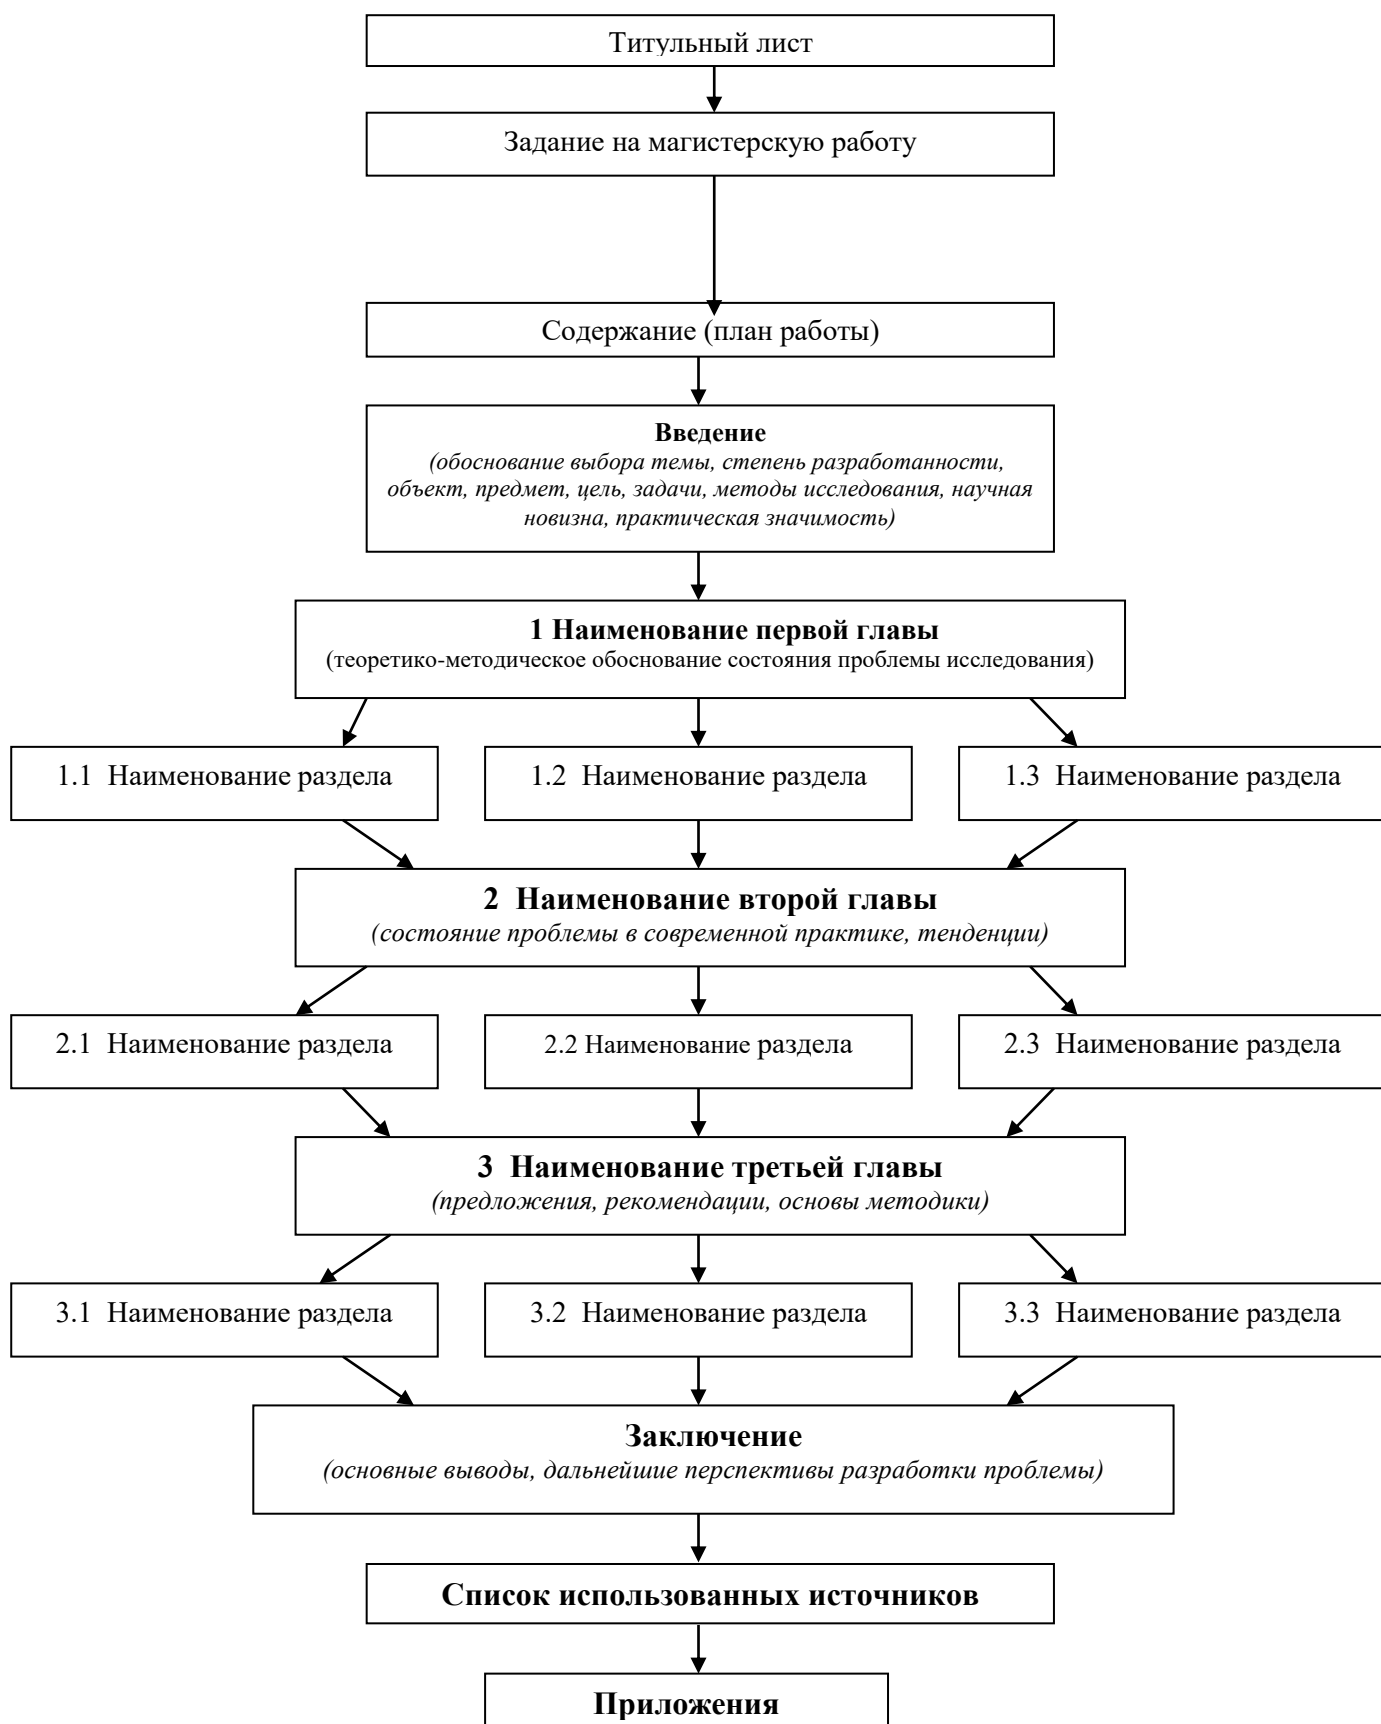 Титульный лист
Задание на магистерскую работу
Содержание (план работы)
Введение
(обоснование выбора темы, степень разработанности,
объект, предмет, цель, задачи, методы исследования, научная
новизна, практическая значимость)
1 Наименование первой главы
(теоретико-методическое обоснование состояния проблемы исследования)
1.1 Наименование раздела
1.2 Наименование раздела
1.3 Наименование раздела
2 Наименование второй главы
(состояние проблемы в современной практике, тенденции)
2.1 Наименование раздела
2.2 Наименование раздела
2.3 Наименование раздела
3 Наименование третьей главы
(предложения, рекомендации, основы методики)
3.1 Наименование раздела
3.2 Наименование раздела
3.3 Наименование раздела
Заключение
(основные выводы, дальнейшие перспективы разработки проблемы)
Список использованных источников
Приложения